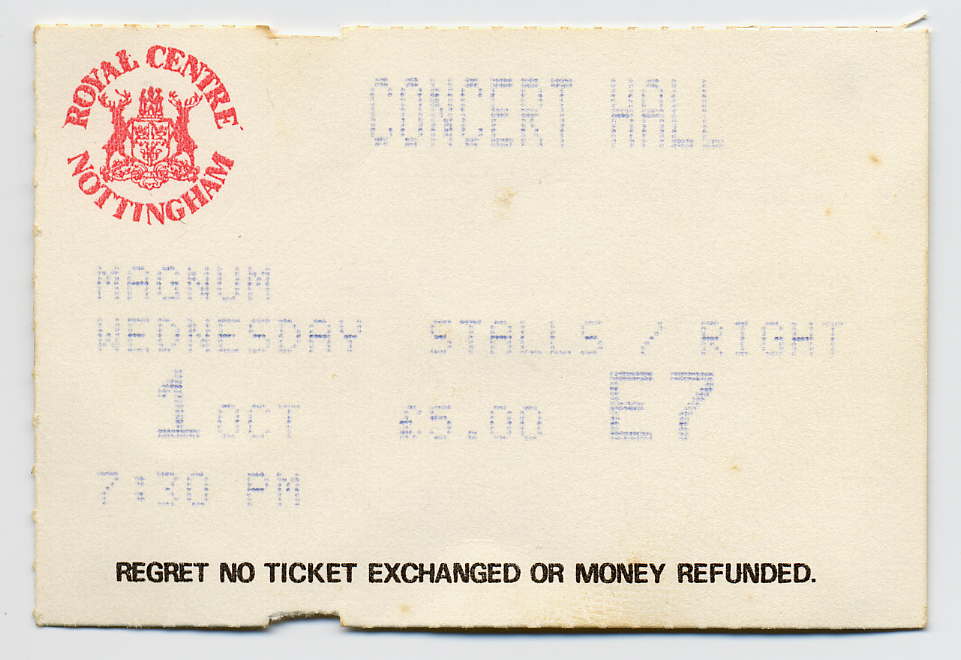 ROYAL CENTRE
NOTTINGHAM
CONCERT HALL
MAGNUM
WEDNESDAY STALLS / RIGHT
1 OCT £5.00 E7
7:30 PM
REGRET NO TICKET EXCHANGED OR MONEY REFUNDED.